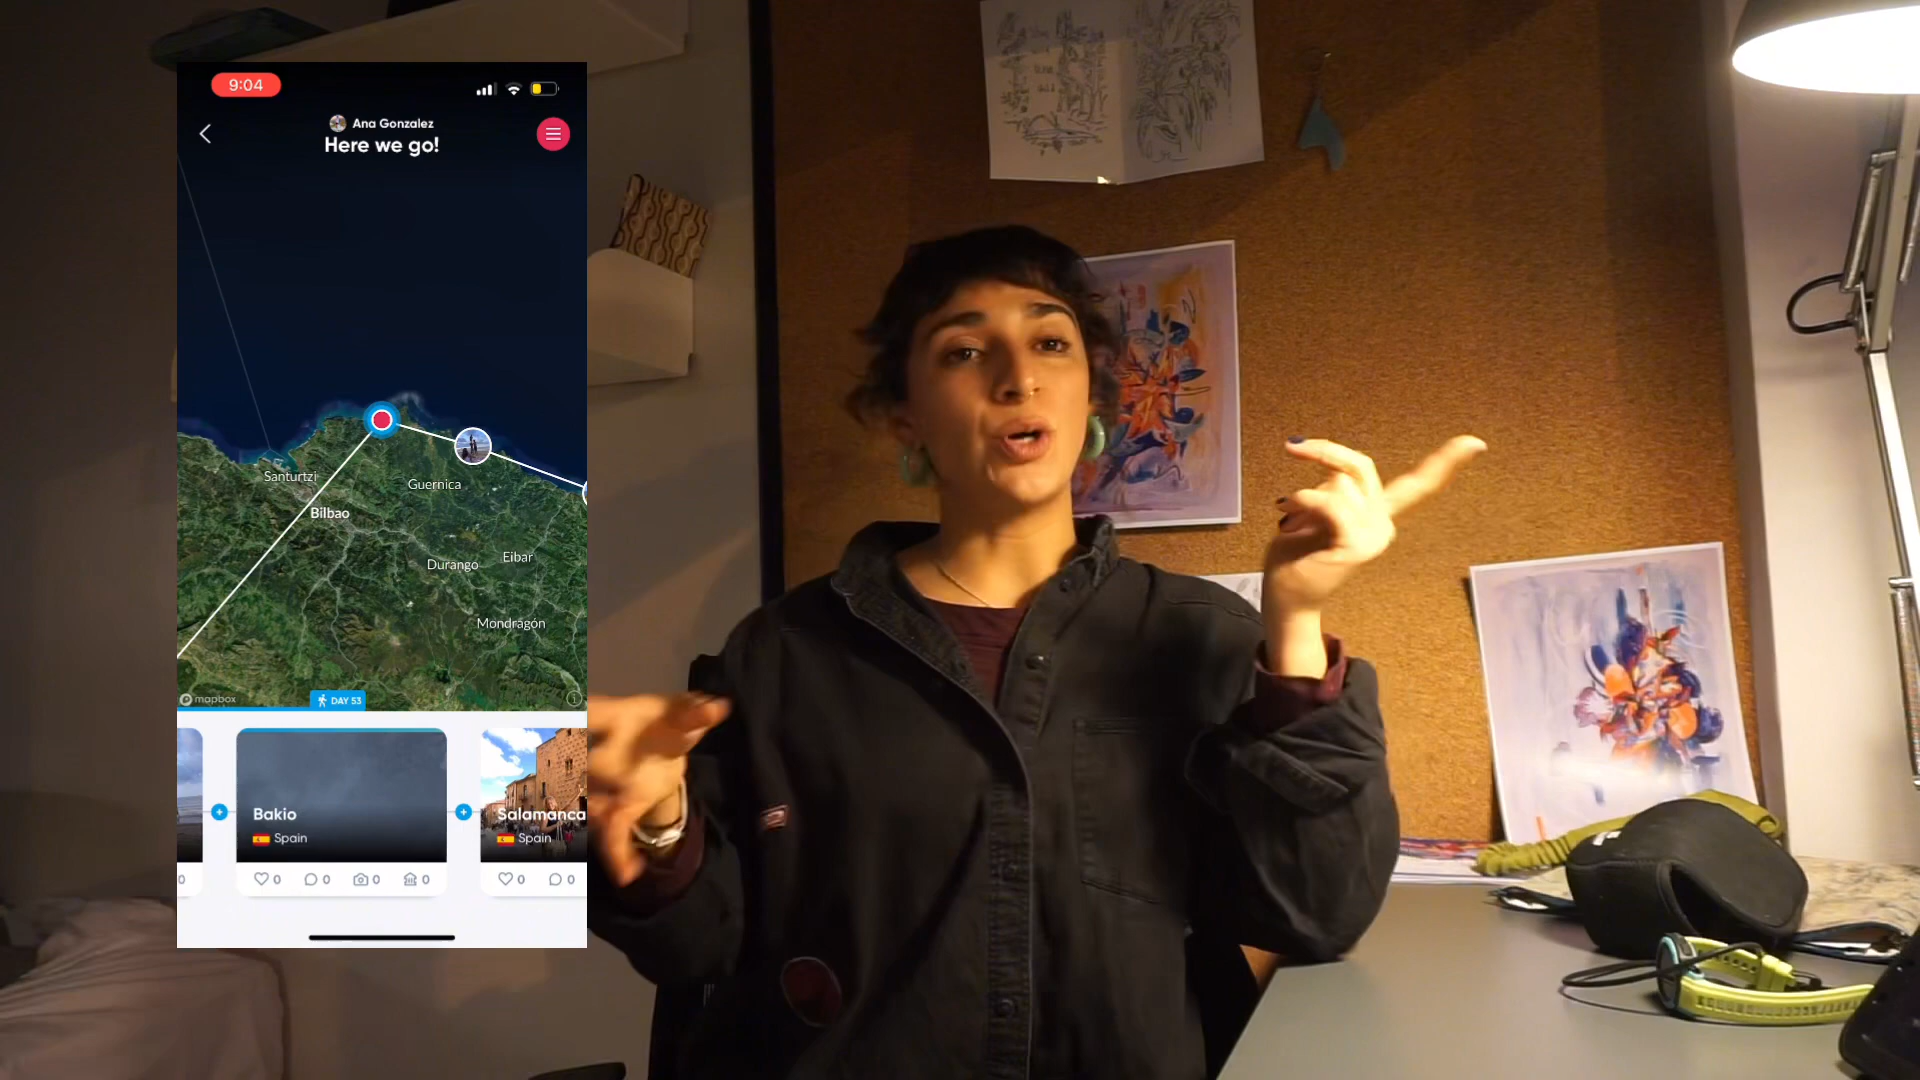 9:04
Ana Gonzalez
Here we go!
Santurtzi
Guernica
Bilbao
Durango
Eibar
Mondragón
mapbox
DAY 53
Bakio
Spain
Salamanca
Spain
0
0
0
0
0
0
0